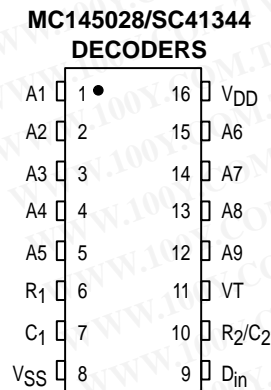 MC145028/SC41344
DECODERS
A1 1 16 VDD
A2 2 15 A6
A3 3 14 A7
A4 4 13 A8
A5 5 12 A9
R1 6 11 VT
C1 7 10 R2/C2
VSS 8 9 Din